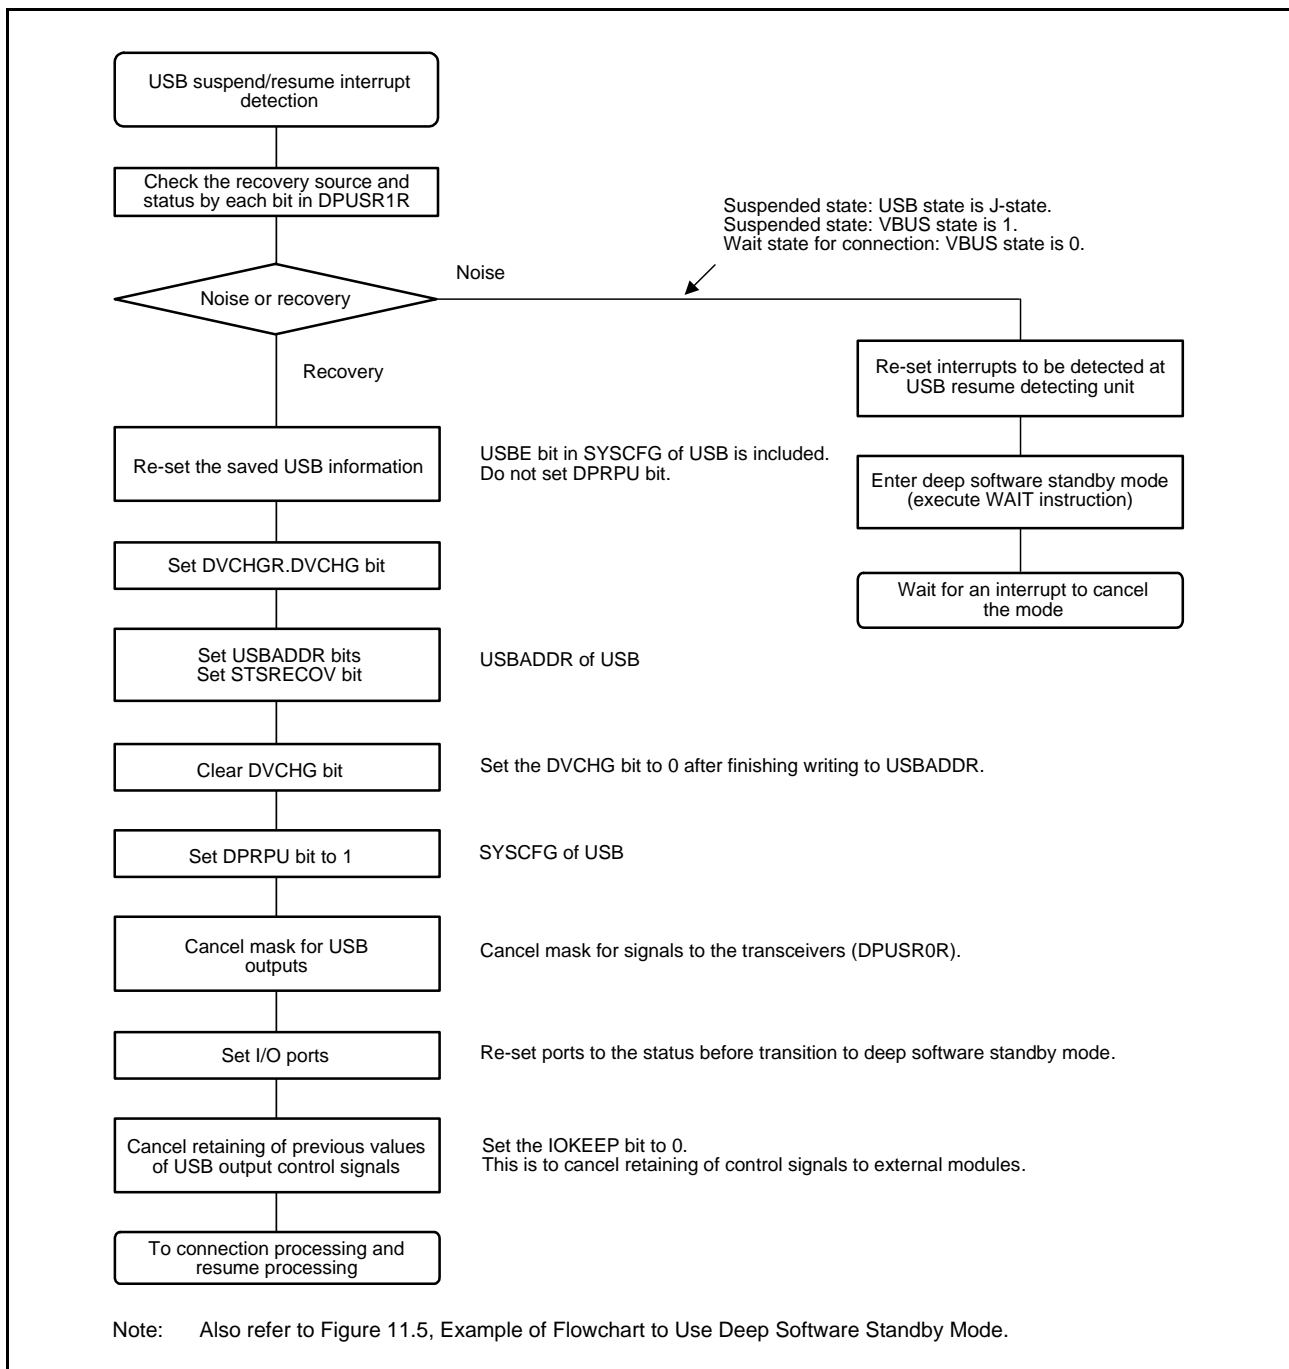 USB suspend/resume interrupt
detection
Check the recovery source and
status by each bit in DPUSR1R
Suspended state: USB state is J-state.
Suspended state: VBUS state is 1.
Wait state for connection: VBUS state is 0.
Noise
Noise or recovery
Recovery
Re-set interrupts to be detected at
USB resume detecting unit
Re-set the saved USB information
USBE bit in SYSCFG of USB is included.
Do not set DPRPU bit.
Enter deep software standby mode
(execute WAIT instruction)
Set DVCHGR.DVCHG bit
Wait for an interrupt to cancel
the mode
Set USBADDR bits
Set STSRECOV bit
USBADDR of USB
Clear DVCHG bit
Set the DVCHG bit to 0 after finishing writing to USBADDR.
Set DPRPU bit to 1
SYSCFG of USB
Cancel mask for USB
outputs
Cancel mask for signals to the transceivers (DPUSR0R).
Set I/O ports
Re-set ports to the status before transition to deep software standby mode.
Cancel retaining of previous values
of USB output control signals
Set the IOKEEP bit to 0.
This is to cancel retaining of control signals to external modules.
To connection processing and
resume processing
Note: Also refer to Figure 11.5, Example of Flowchart to Use Deep Software Standby Mode.